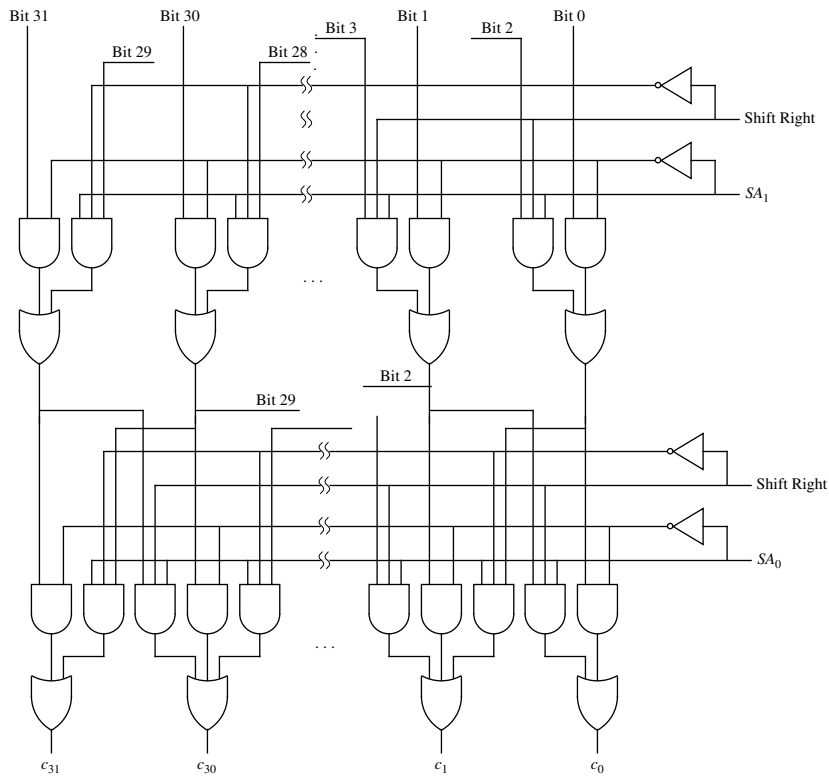 Bit 31
Bit 30
Bit 3
Bit 1
Bit 2
Bit 0
Bit 29
Bit 28
Shift Right
SA1
. . .
Bit 2
Bit 29
Shift Right
SA0
. . .
c31
c30
c1
c0